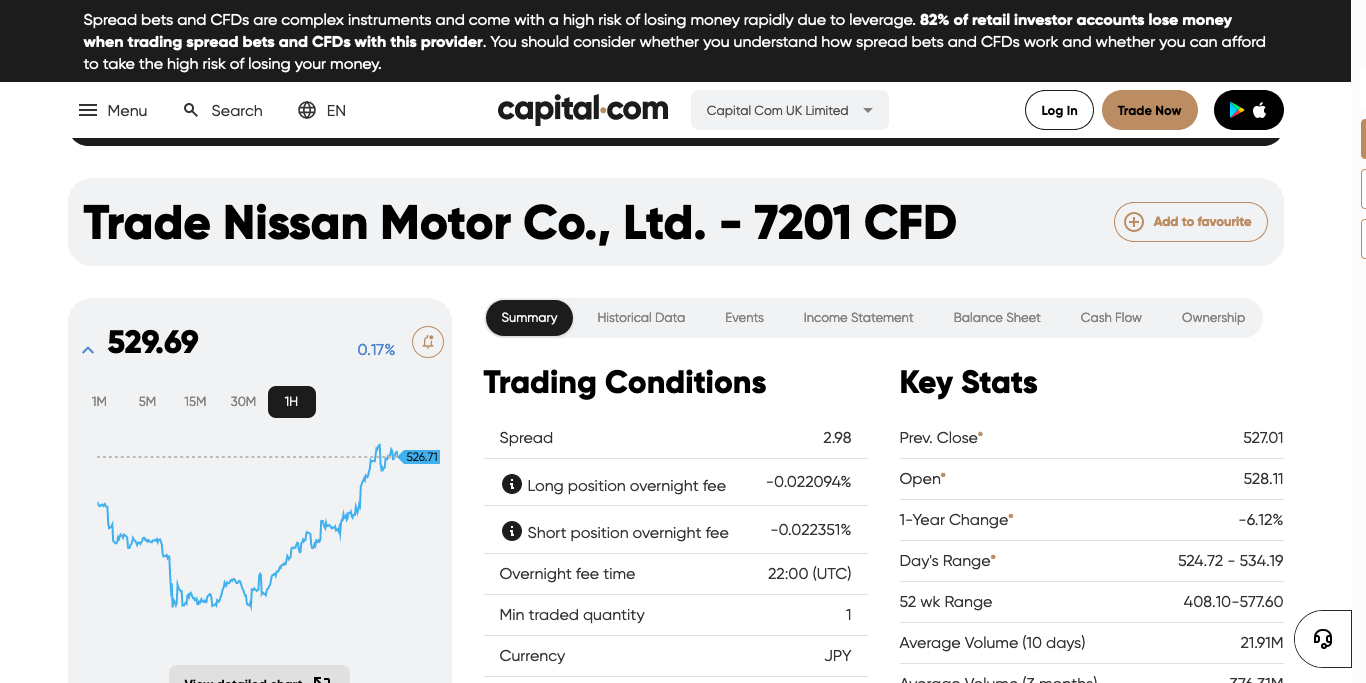 Spread bets and CFDs are complex instruments and come with a high risk of losing money rapidly due to leverage. 82% of retail investor accounts lose money
when trading spread bets and CFDs with this provider. You should consider whether you understand how spread bets and CFDs work and whether you can afford
to take the high risk of losing your money.
Menu Search EN capital.com Capital Com UK Limited Log In Trade Now
Trade Nissan Motor Co., Ltd. - 7201 CFD Add to favourite
529.69 0.17%
1M 5M 15M 30M 1H
526.71
View detailed chart
Summary Historical Data Events Income Statement Balance Sheet Cash Flow Ownership
Trading Conditions
Spread 2.98
Long position overnight fee -0.022094%
Short position overnight fee -0.022351%
Overnight fee time 22:00 (UTC)
Min traded quantity 1
Currency JPY
Key Stats
Prev. Close* 527.01
Open* 528.11
1-Year Change* -6.12%
Day's Range* 524.72 - 534.19
52 wk Range 408.10-577.60
Average Volume (10 days) 21.91M
Average Volume (3 months) 376.31M